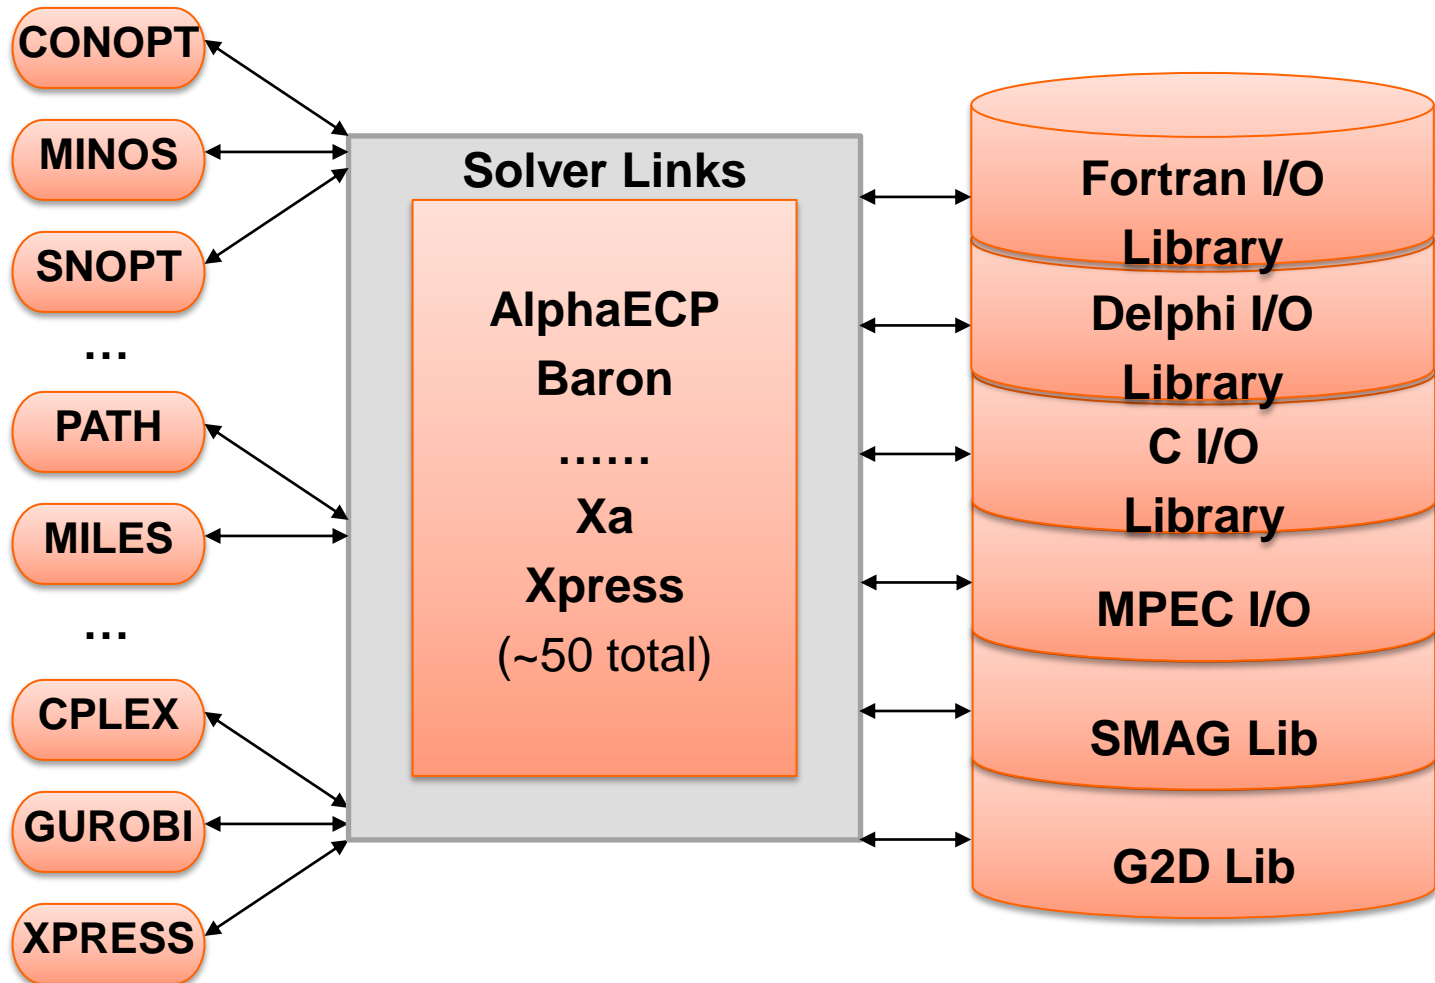 CONOPT
MINOS
SNOPT
...
PATH
MILES
...
CPLEX
GUROBI
XPRESS
Solver Links
AlphaECP
Baron
......
Xa
Xpress
(~50 total)
Fortran I/O
Library
Delphi I/O
Library
C I/O
Library
MPEC I/O
SMAG Lib
G2D Lib